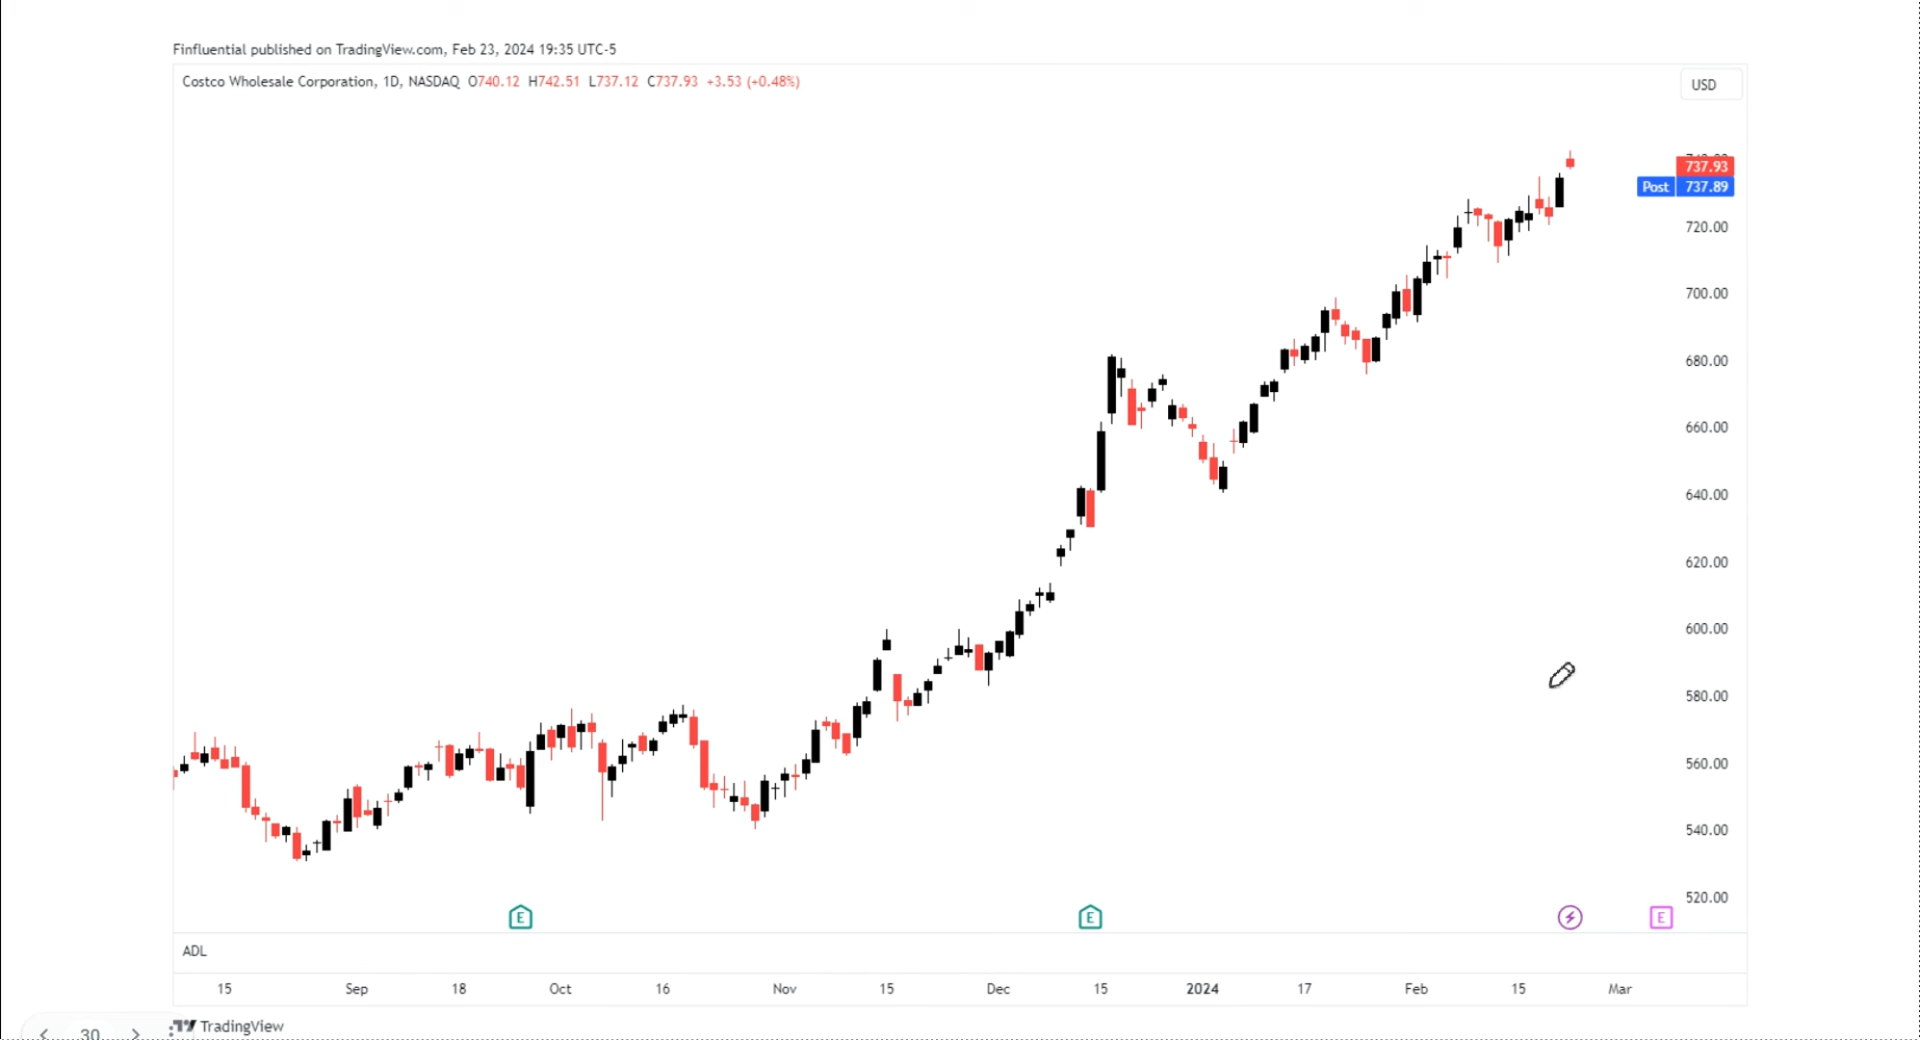 Finfluential published on TradingView.com, Feb 23, 2024 19:35 UTC-5
Costco Wholesale Corporation, 1D, NASDAQ O740.12 H742.51 L737.12 C737.93 +3.53 (+0.48%)
USD
737.93
Post 737.89
720.00
700.00
680.00
660.00
640.00
620.00
600.00
580.00
560.00
540.00
520.00
E E E
ADL
15 Sep 18 Oct 16 Nov 15 Dec 15 2024 17 Feb 15 Mar
TradingView
30